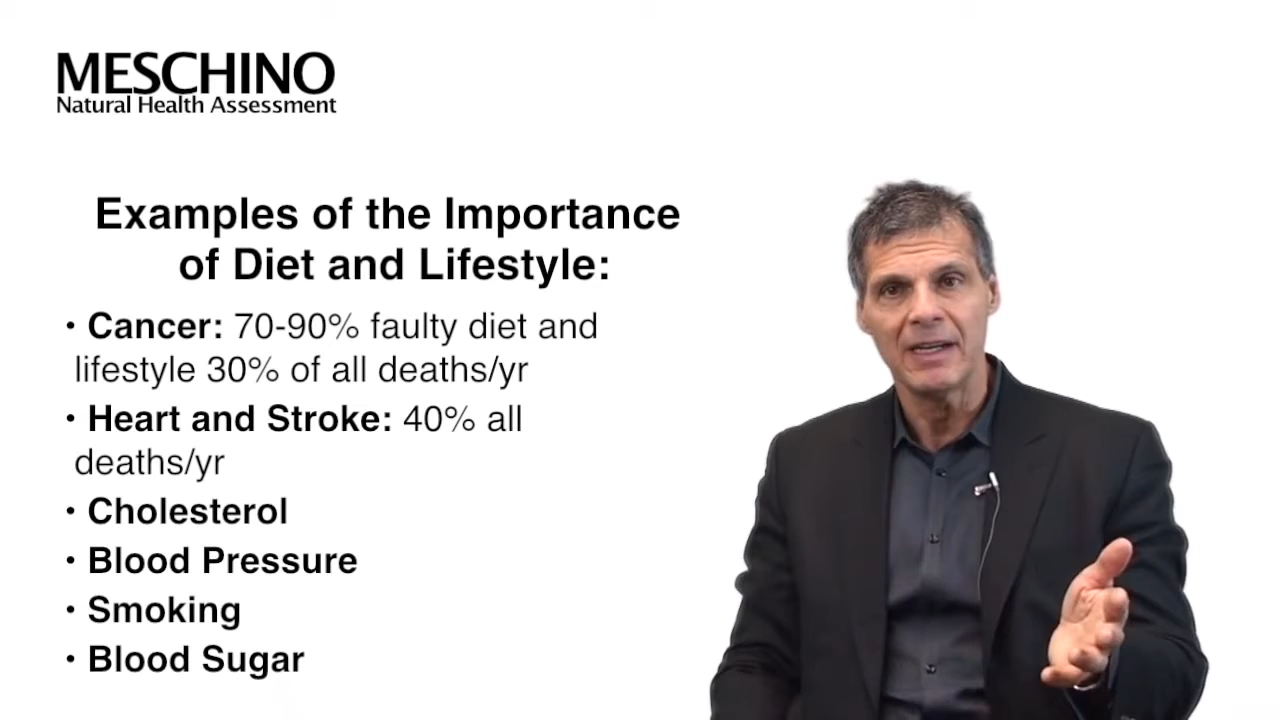 MESCHINO
Natural Health Assessment
Examples of the Importance
of Diet and Lifestyle:
• Cancer: 70-90% faulty diet and
lifestyle 30% of all deaths/yr
• Heart and Stroke: 40% all
deaths/yr
• Cholesterol
• Blood Pressure
• Smoking
• Blood Sugar